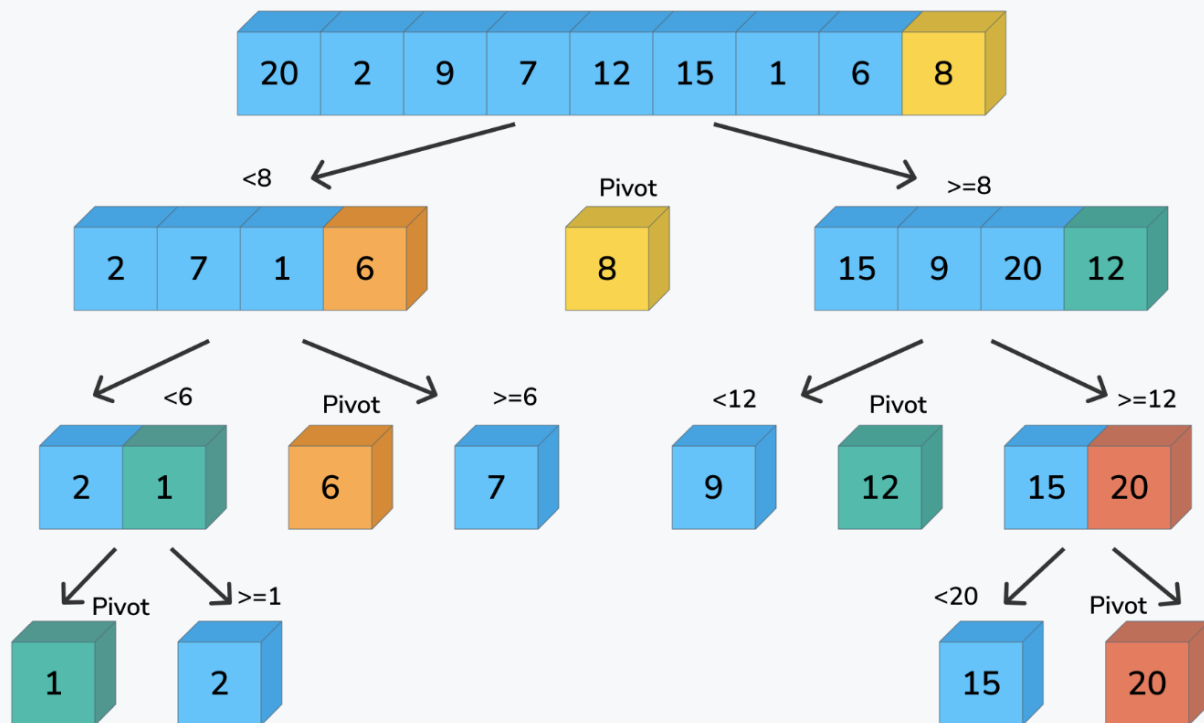 20 2 9 7 12 15 1 6 8
<8 Pivot >=8
2 7 1 6 8 15 9 20 12
<6 Pivot >=6 <12 Pivot >=12
2 1 6 7 9 12 15 20
Pivot >=1 <20 Pivot
1 2 15 20